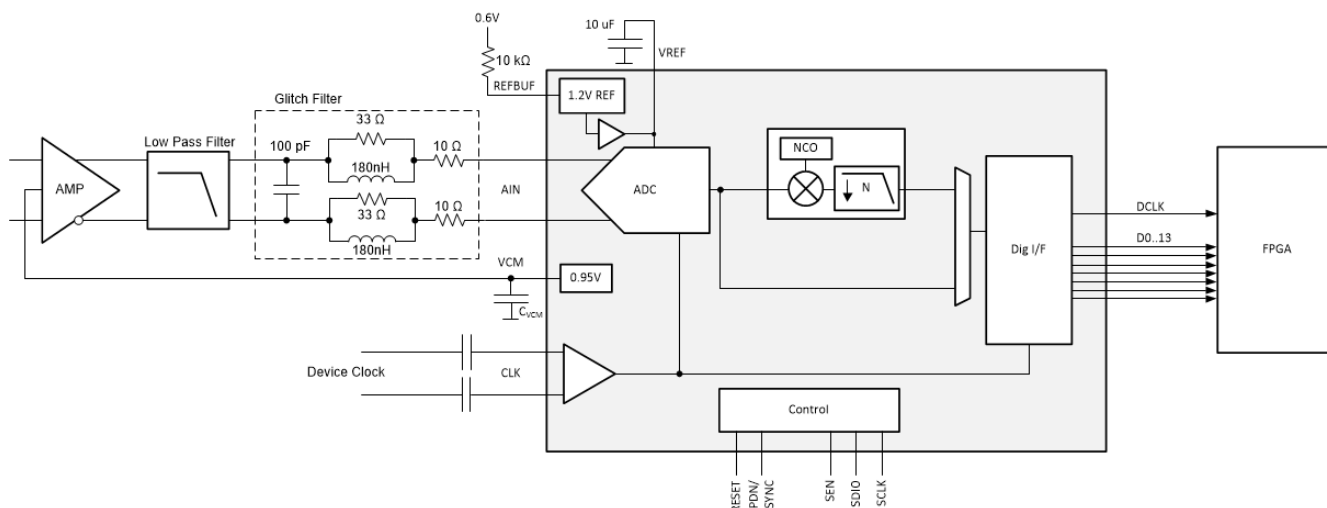 0.6V
10 uF
10 kΩ
VREF
REFBUF
1.2V REF
Glitch Filter
33 Ω
Low Pass Filter
100 pF
10 Ω
NCO
180nH
AMP
AIN
ADC
N
33 Ω
10 Ω
DCLK
180nH
D0..13
Dig I/F
FPGA
VCM
0.95V
CVCM
Device Clock
CLK
Control
RESET
PDN/
SYNC
SEN
SDIO
SCLK